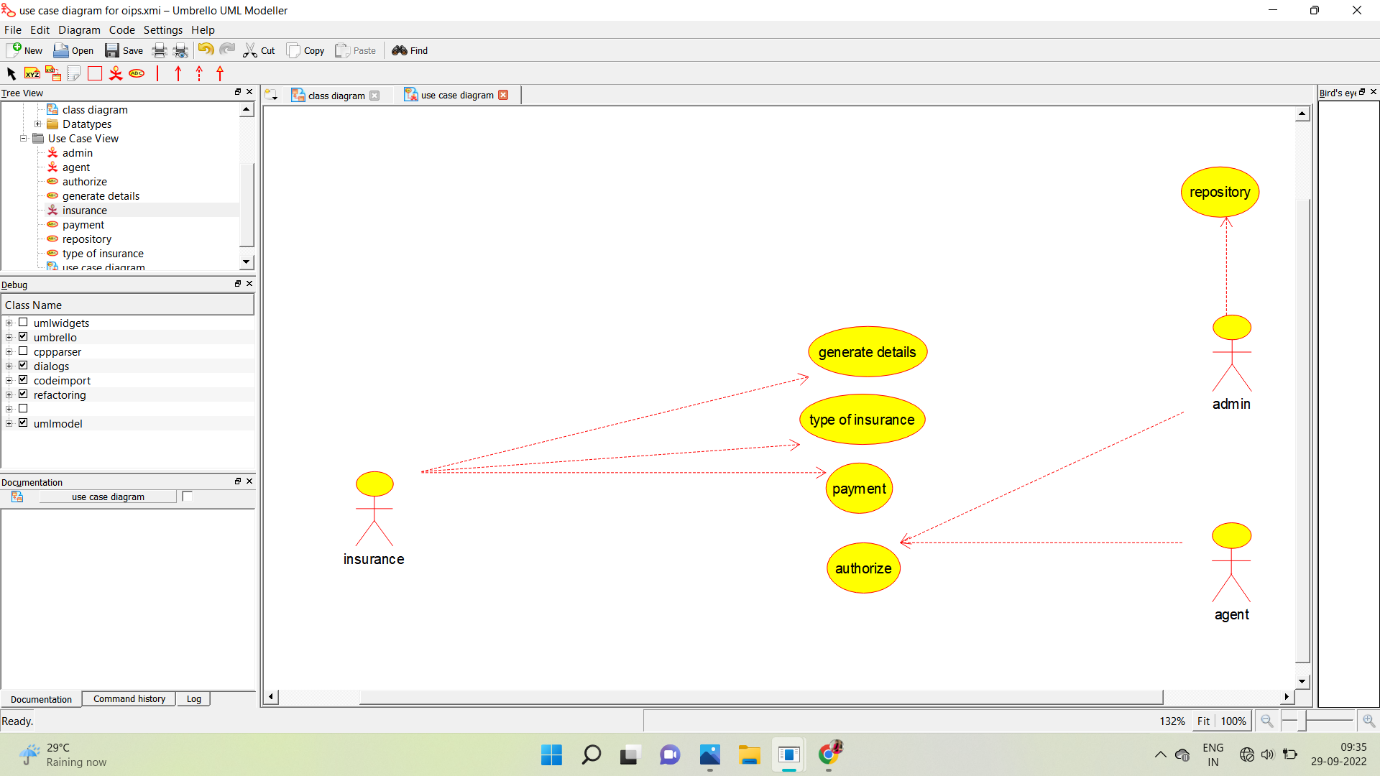 use case diagram for oips.xmi – Umbrello UML Modeller
File Edit Diagram Code Settings Help
New Open Save Cut Copy Paste Find
XYZ ABC
Tree View
class diagram
Datatypes
Use Case View
admin
agent
authorize
generate details
insurance
payment
repository
type of insurance
use case diagram
Debug
Class Name
umlwidgets
umbrello
cppparser
dialogs
codeimport
refactoring
umlmodel
Documentation
use case diagram
Documentation Command history Log
Ready.
class diagram
use case diagram
Bird's eye
repository
generate details
admin
type of insurance
payment
insurance
authorize
agent
132% Fit 100%
29°C
Raining now
ENG
IN
09:35
29-09-2022